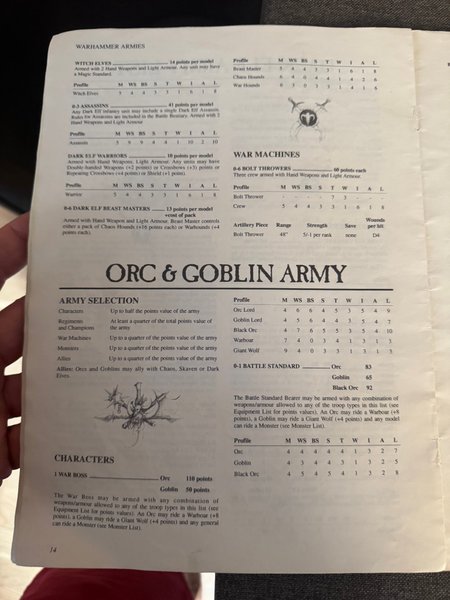 WARHAMMER ARMIES
WITCH ELVES 14 points per model
Armed with 2 Hand Weapons and Light Armour. Any unit may have
a Magic Standard.
Profile M WS BS S T W I A L
Witch Elves 5 4 4 3 3 1 6 1 8
0-3 ASSASSINS 41 points per model
Any Dark Elf infantry unit may include a single Dark Elf Assassin.
Rules for Assassins are included in the Battle Bestiary. Armed with 2
Hand Weapons and Light Armour.
Profile M WS BS S T W I A L
Assassin 5 9 9 4 4 1 10 2 10
DARK ELF WARRIORS 10 points per model
Armed with Hand Weapons, Light Armour. Any units may have
Double-handed Weapons (+2 points) or Crossbows (+3 points) or
Repeating Crossbows (+4 points) or Shield (+1 point).
Profile M WS BS S T W I A L
Warrior 5 4 4 3 3 1 6 1 8
0-6 DARK ELF BEAST MASTERS 13 points per model
+cost of pack
Armed with Hand Weapon and Light Armour. Beast Master controls
either a pack of Chaos Hounds (+16 points each) or Warhounds (+4
points each).
Profile M WS BS S T W I A L
Beast Master 5 4 4 3 3 1 6 1 8
Chaos Hounds 6 4 0 4 4 1 4 2 6
War Hounds 6 3 0 3 3 1 4 1 6
WAR MACHINES
0-6 BOLT THROWERS 60 points each
Three crew armed with Hand Weapons and Light Armour.
Profile M WS BS S T W I A L
Bolt Thrower - - - - 7 3 - - -
Crew 5 4 4 3 3 1 6 1 8
Artillery Piece Range Strength Save Wounds per hit
Bolt Thrower 48" 5/-1 per rank none D4
ORC & GOBLIN ARMY
ARMY SELECTION
Characters Up to half the points value of the army
Regiments and Champions At least a quarter of the total points value of the army
War Machines Up to a quarter of the points value of the army
Monsters Up to a quarter of the points value of the army
Allies Up to a quarter of the points value of the army
Allies: Orcs and Goblins may ally with Chaos, Skaven or Dark
Elves.
CHARACTERS
1 WAR BOSS Orc 110 points
Goblin 50 points
The War Boss may be armed with any combination of
weapons/armour allowed to any of the troop types in this list (see
Equipment List for points values). An Orc may ride a Warboar (+8
points), a Goblin may ride a Giant Wolf (+4 points) and any general
can ride a Monster (see Monster List).
Profile M WS BS S T W I A L
Orc Lord 4 6 6 4 5 3 5 4 9
Goblin Lord 4 5 6 4 4 3 5 4 8
Black Orc 4 7 6 5 5 3 5 4 10
Warboar 7 4 0 3 4 1 3 1 3
Giant Wolf 9 4 0 3 3 1 3 1 3
0-1 BATTLE STANDARD Orc 83
Goblin 65
Black Orc 92
The Battle Standard Bearer may be armed with any combination of
weapons/armour allowed to any of the troop types in this list (see
Equipment List for points values). An Orc may ride a Warboar (+8
points), a Goblin may ride a Giant Wolf (+4 points) and any model
can ride a Monster (see Monster List).
Profile M WS BS S T W I A L
Orc 4 4 4 4 4 1 3 2 7
Goblin 4 3 4 4 3 1 3 2 5
Black Orc 4 5 4 5 4 1 3 2 8
14